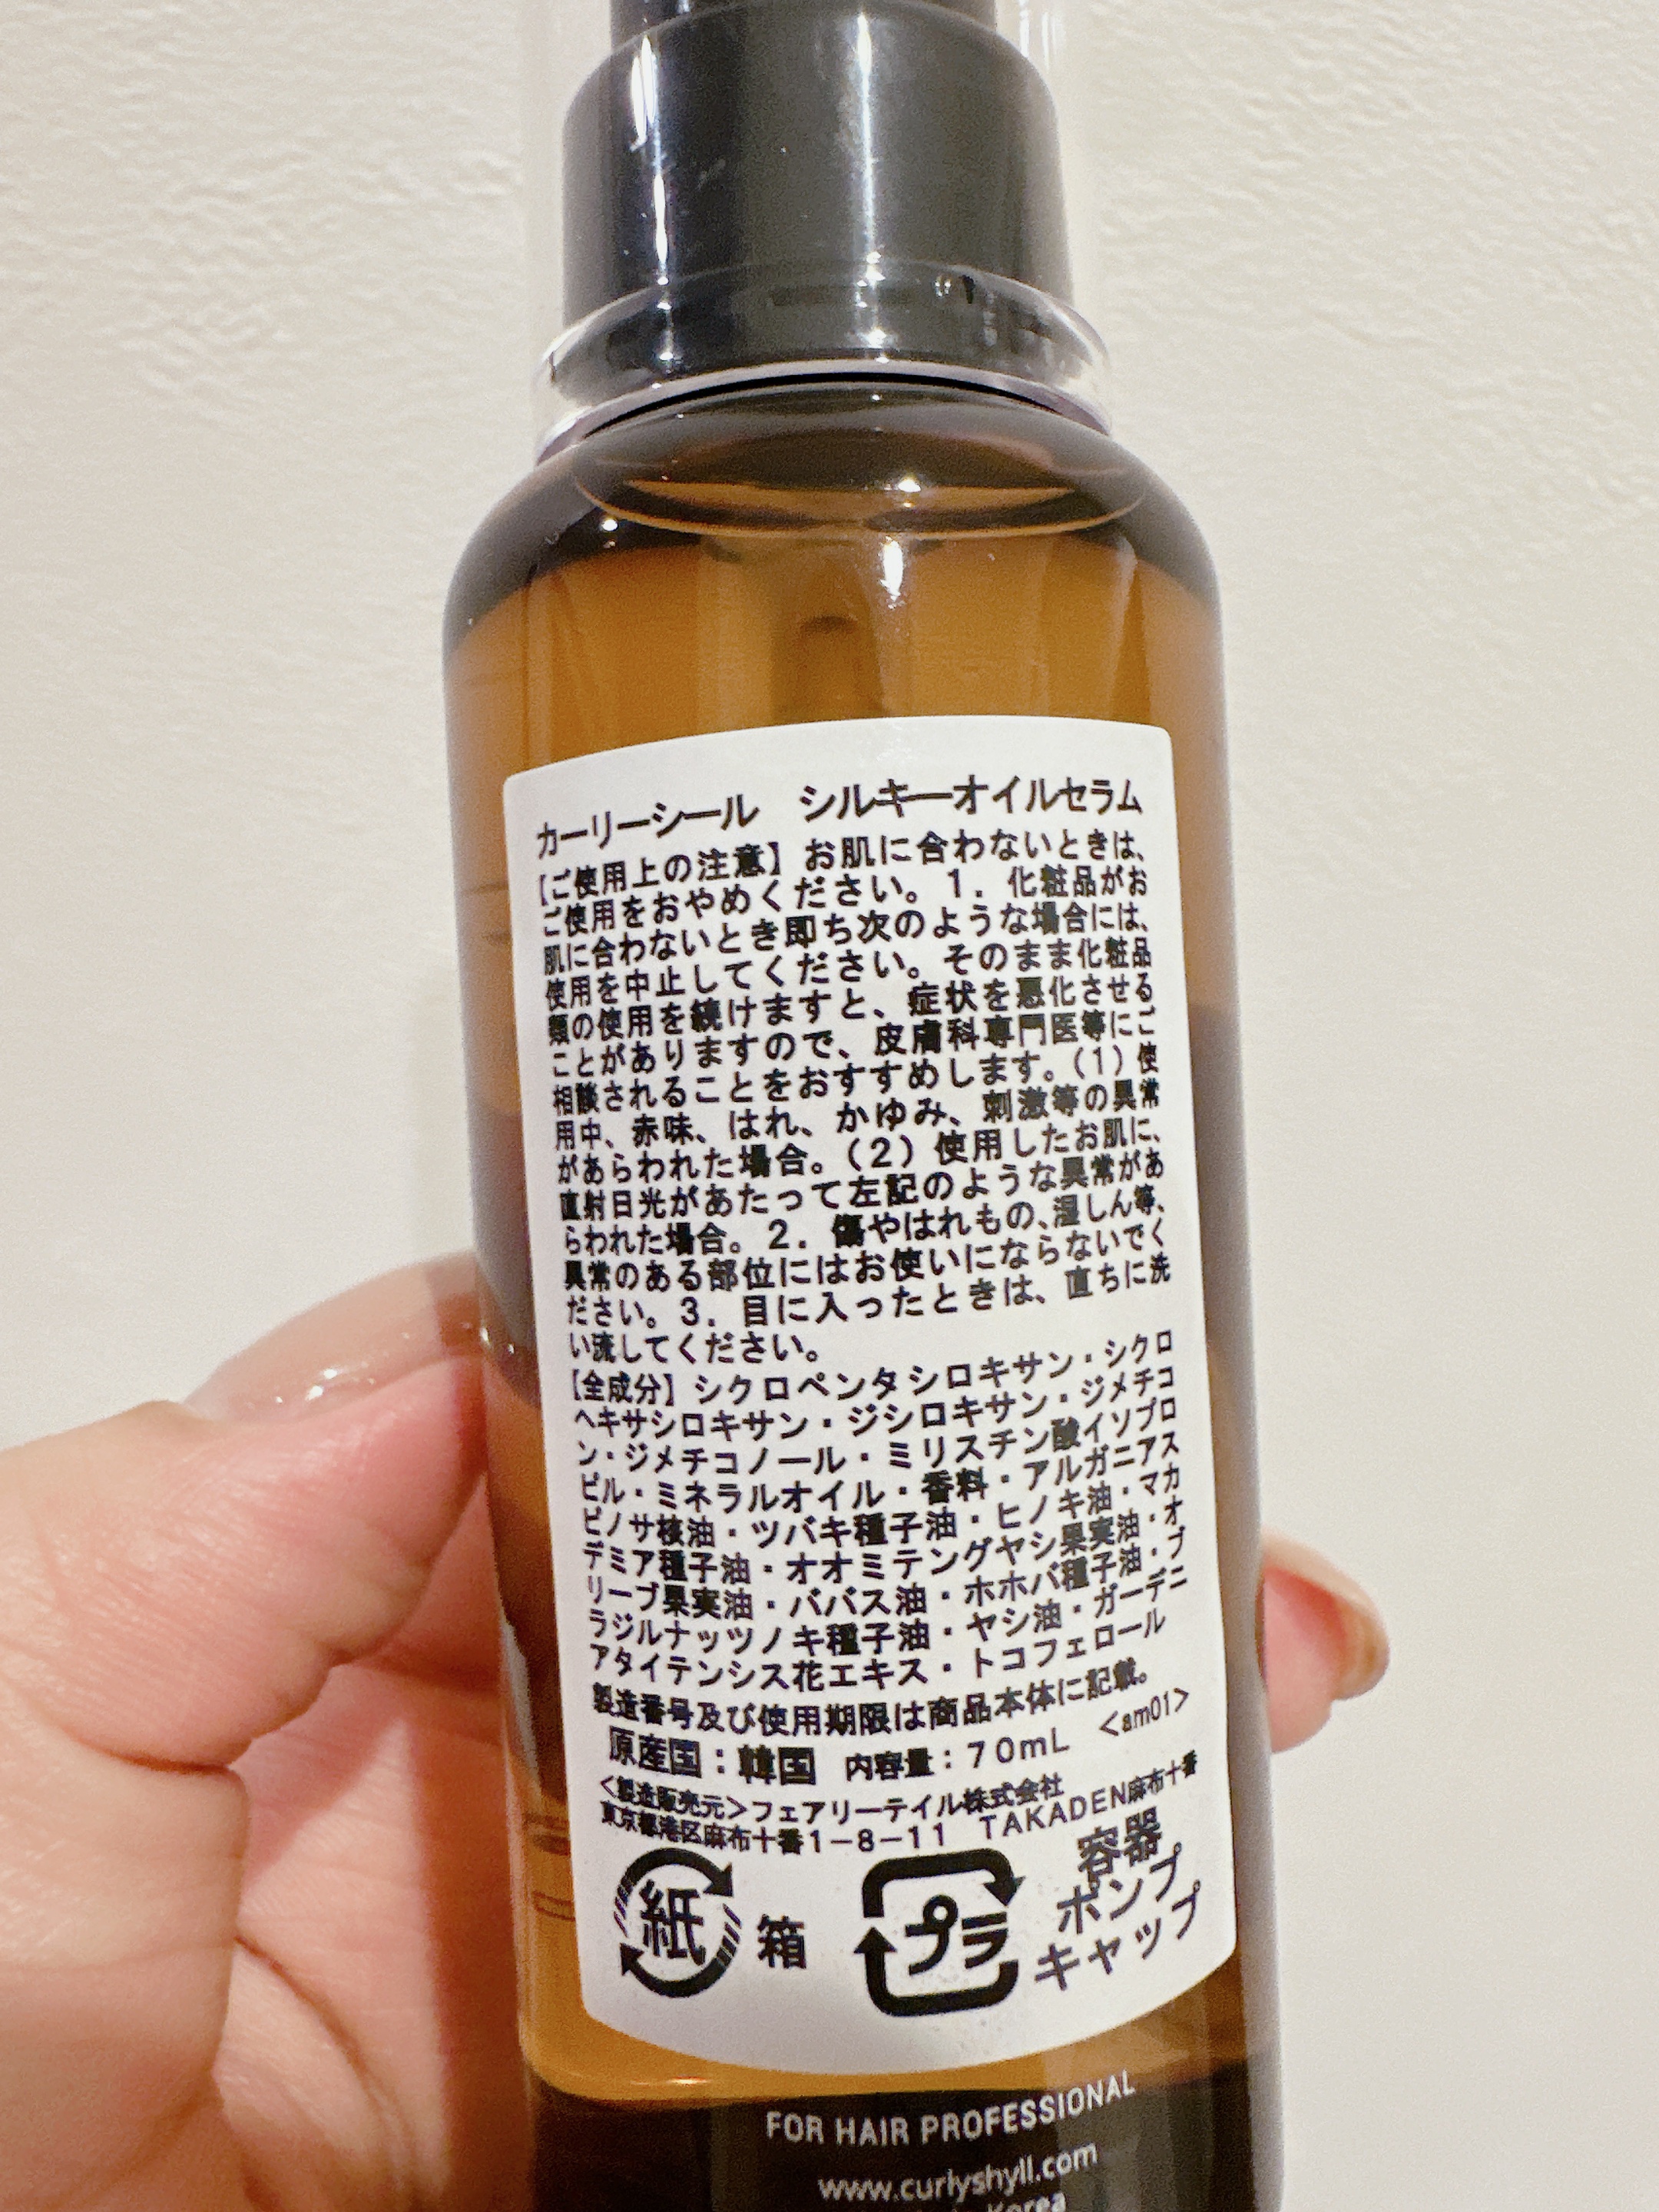 カーリーシール　シルキーオイルセラム
【ご使用上の注意】お肌に合わないときは、
ご使用をおやめください。1．化粧品がお
肌に合わないとき即ち次のような場合には、
使用を中止してください。そのまま化粧品
類の使用を続けますと、症状を悪化させる
ことがありますので、皮膚科専門医等にご
相談されることをおすすめします。（1）使
用中、赤味、はれ、かゆみ、刺激等の異常
があらわれた場合。（2）使用したお肌に、
直射日光があたって左記のような異常があ
らわれた場合。2．傷やはれもの、湿しん等、
異常のある部位にはお使いにならないでく
ださい。3．目に入ったときは、直ちに洗
い流してください。
【全成分】シクロペンタシロキサン・シクロ
ヘキサシロキサン・ジシロキサン・ジメチコ
ン・ジメチコノール・ミリスチン酸イソプロ
ピル・ミネラルオイル・香料・アルガニアス
ピノサ核油・ツバキ種子油・ヒノキ油・マカ
デミア種子油・オオミテングヤシ果実油・オ
リーブ果実油・ババス油・ホホバ種子油・ブ
ラジルナッツノキ種子油・ヤシ油・ガーデニ
アタイテンシス花エキス・トコフェロール
製造番号及び使用期限は商品本体に記載。
原産国：韓国　内容量：70mL　<am01>
<製造販売元>フェアリーテイル株式会社
東京都港区麻布十番1-8-11　TAKADEN麻布十番
紙 箱 プラ 容器
ポンプ
キャップ
FOR HAIR PROFESSIONAL
www.curlyshyll.com
Korea